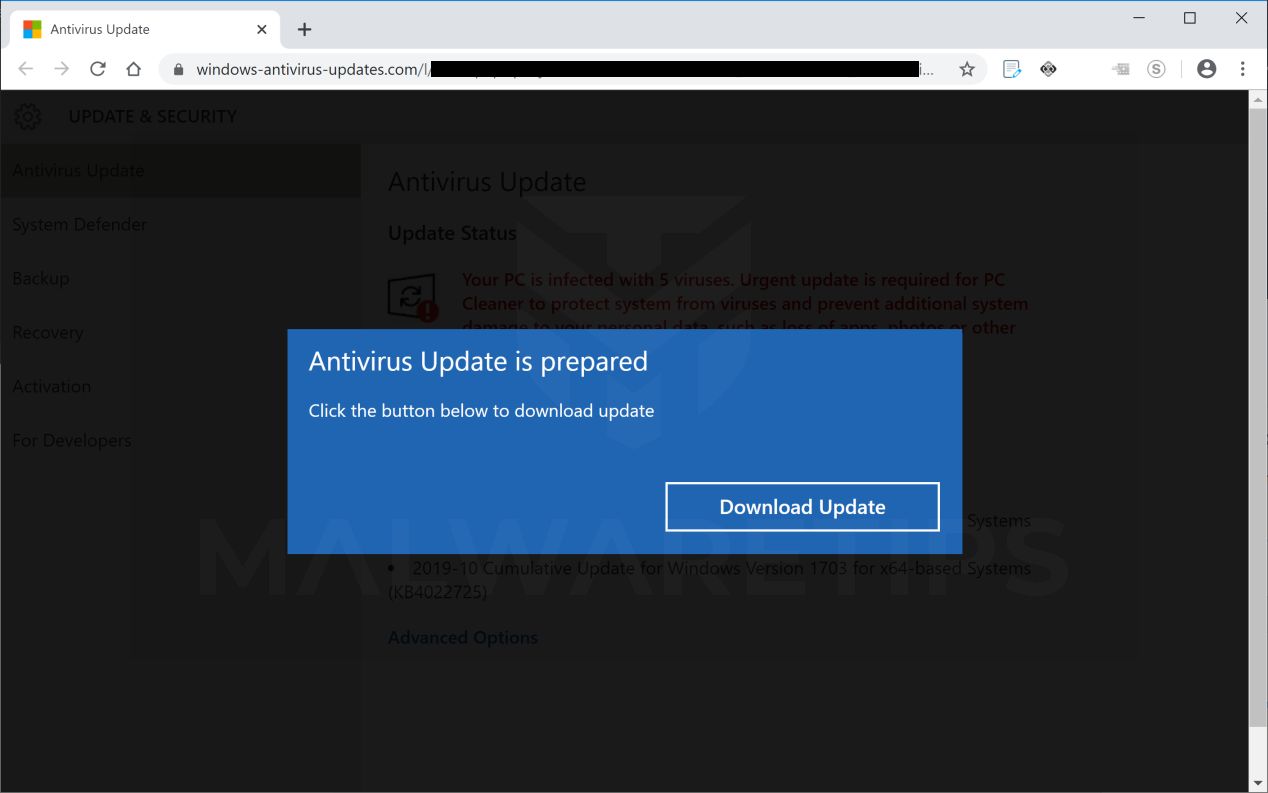 Antivirus Update
windows-antivirus-updates.com/l/
i...
S
UPDATE & SECURITY
Antivirus Update
System Defender
Backup
Recovery
Activation
For Developers
Antivirus Update
Update Status
Your PC is infected with 5 viruses. Urgent update is required for PC
Cleaner to protect system from viruses and prevent additional system
damage to your personal data, such as loss of apps, photos or other
Antivirus Update is prepared
Click the button below to download update
Download Update
Systems
• 2019-10 Cumulative Update for Windows Version 1703 for x64-based Systems
(KB4022725)
Advanced Options
MALWARETIPS